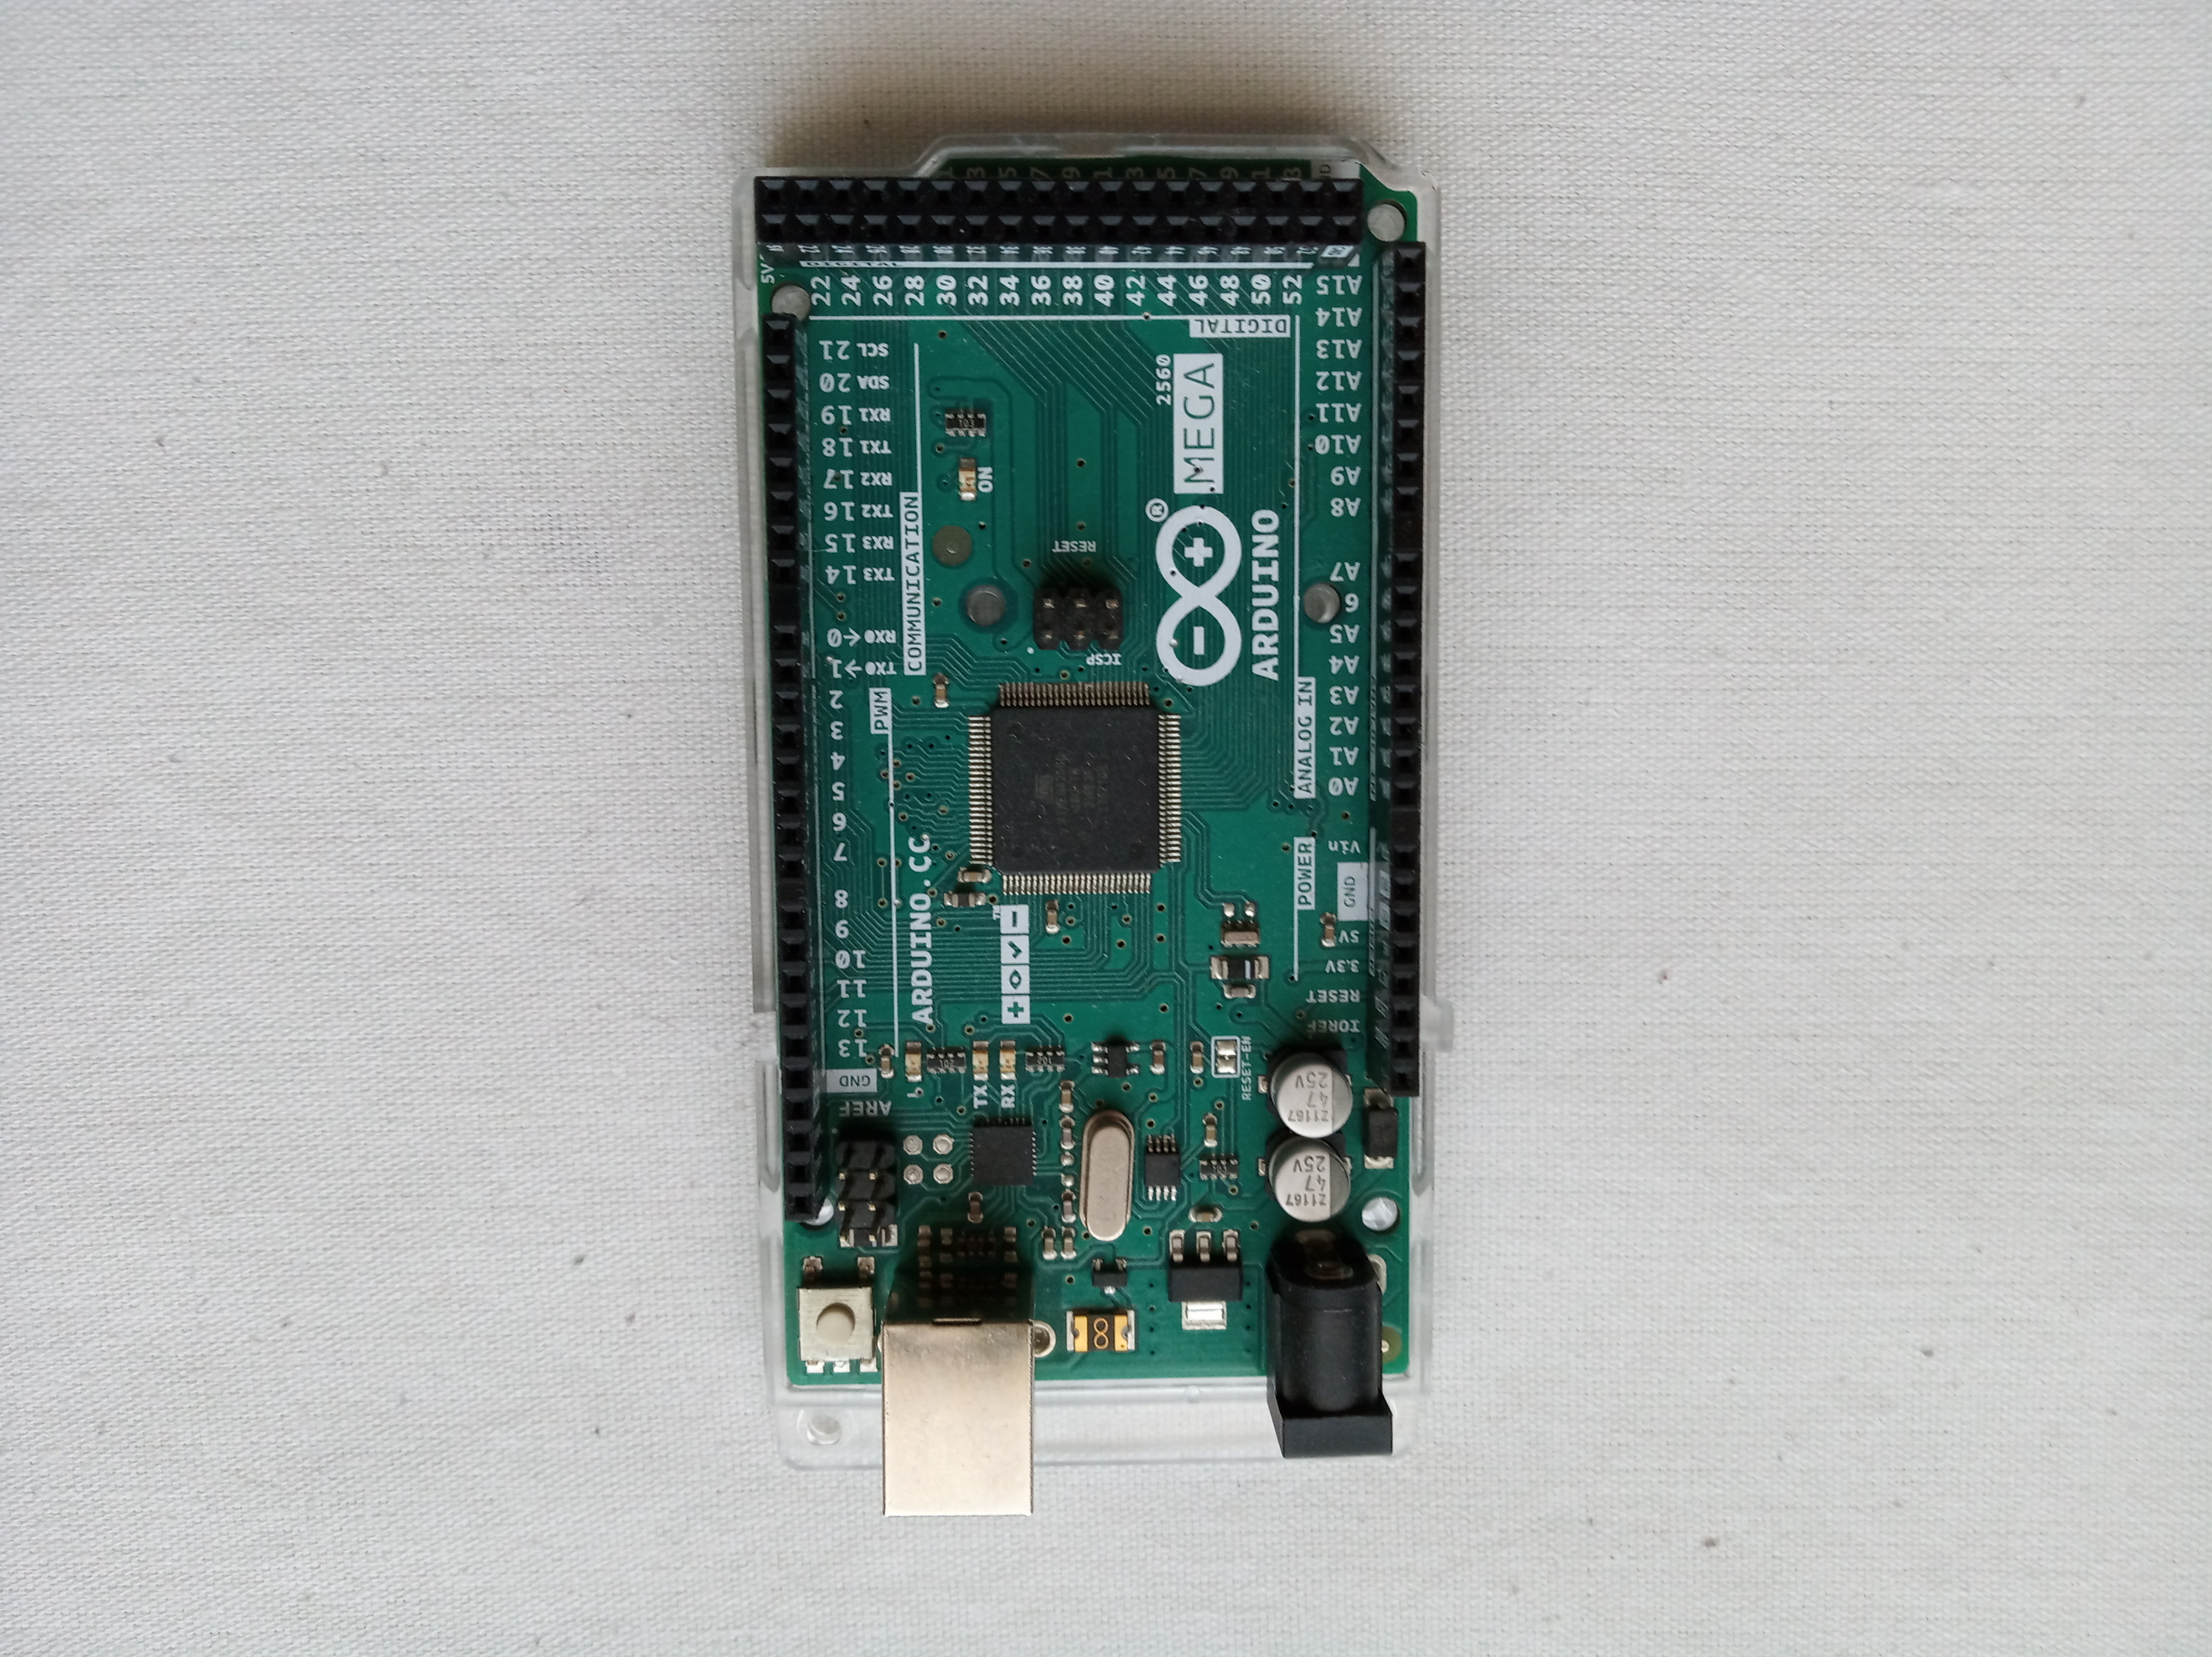 5V
AREF
GND
13
12
11
10
9
8
7
6
5
4
3
2
TX0→1
RX0←0
TX3 14
RX3 15
TX2 16
RX2 17
TX1 18
RX1 19
SDA 20
SCL 21
PWM
COMMUNICATION
L
ARDUINO.CC
TX
RX
TM
ON
ICSP
RESET
22
24
26
28
30
32
34
36
38
40
42
44
46
48
50
52
DIGITAL
8
®
2560
MEGA
ARDUINO
RESET-EN
z1167
47
25V
z1167
47
25V
POWER
ANALOG IN
IOREF
RESET
3.3V
5V
GND
Vin
A0
A1
A2
A3
A4
A5
6
A7
A8
A9
A10
A11
A12
A13
A14
A15